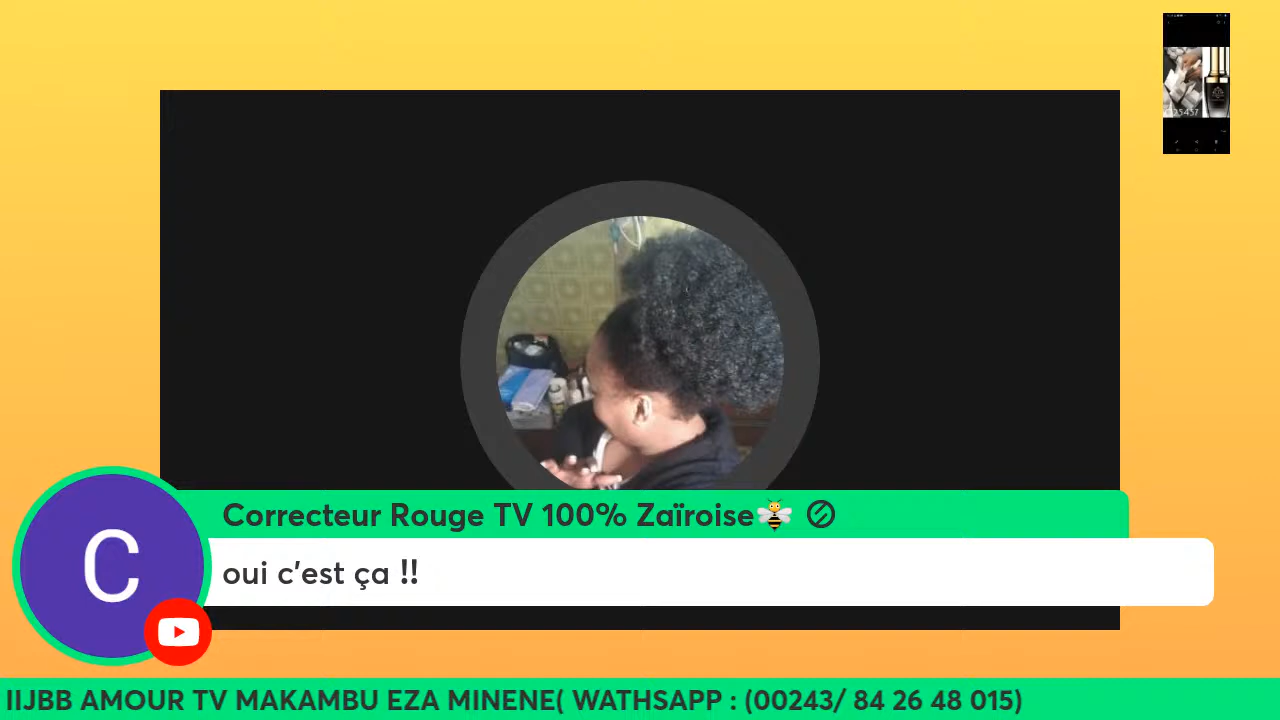 Correcteur Rouge TV 100% Zaïroise🐝
C
oui c'est ça !!
IIJBB AMOUR TV MAKAMBU EZA MINENE( WATHSAPP : (00243/ 84 26 48 015)